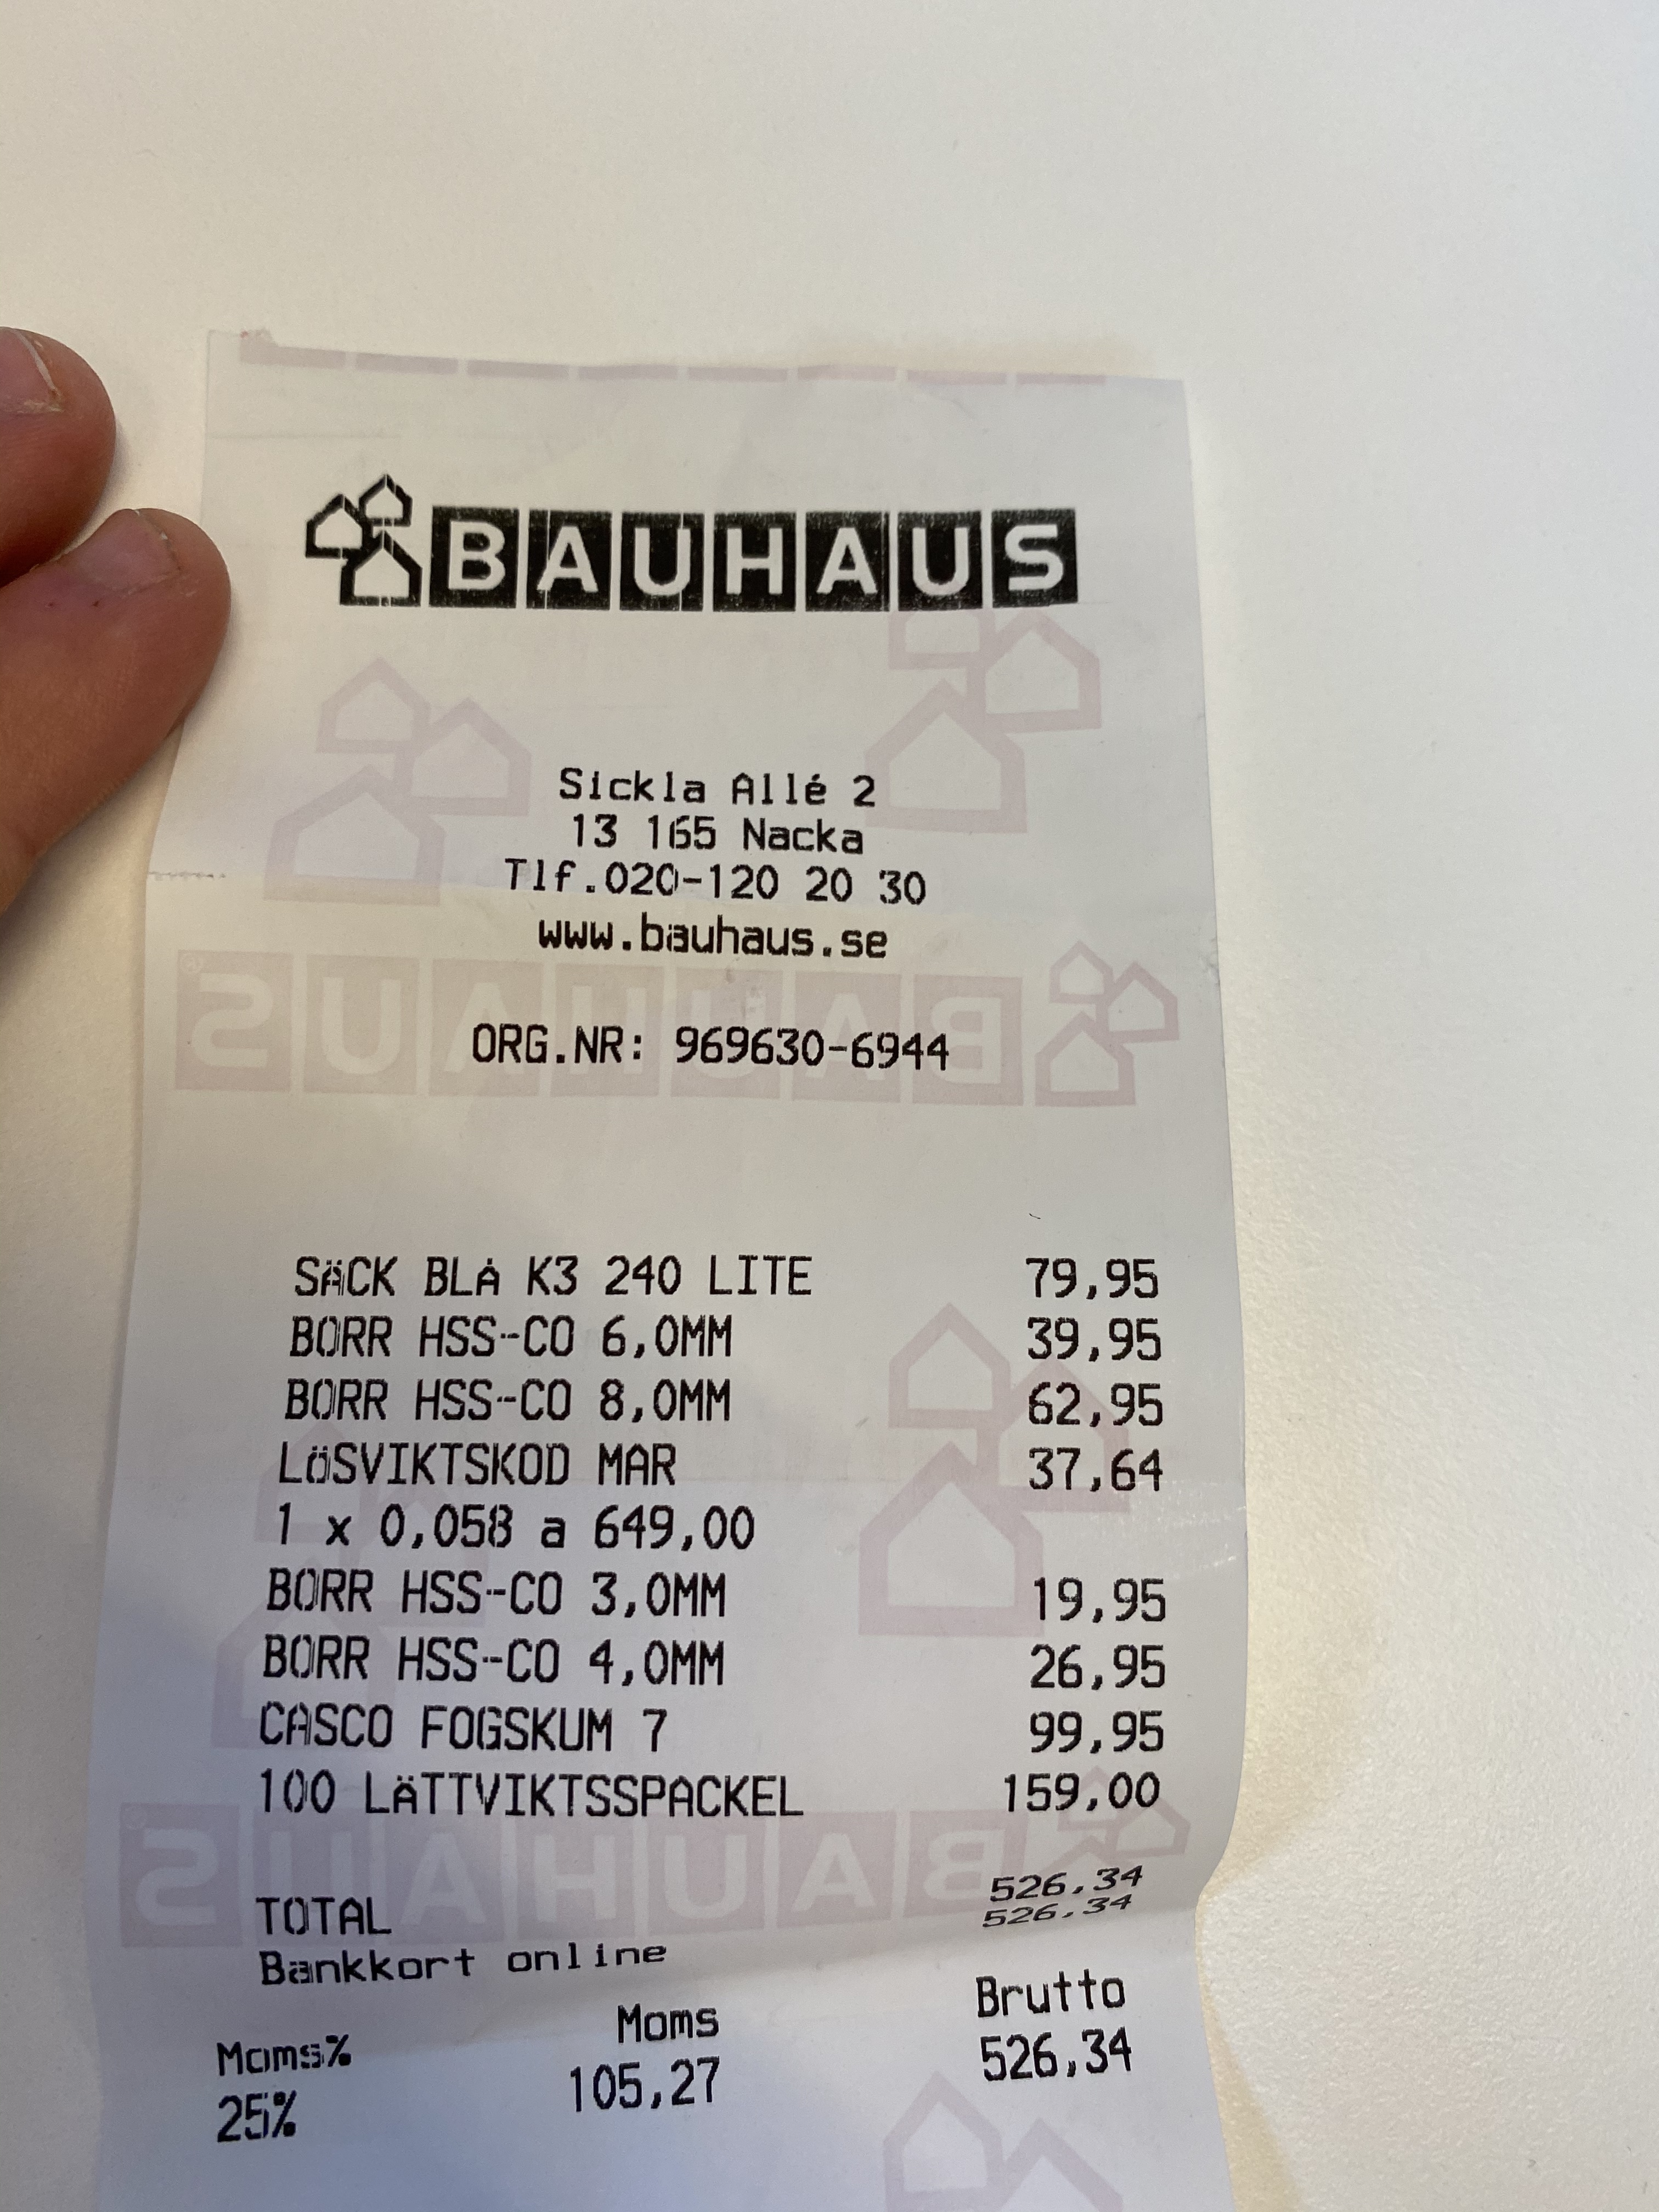 BAUHAUS
Sickla Allé 2
13 165 Nacka
Tlf.020-120 20 30
www.bauhaus.se
ORG.NR: 969630-6944
SÄCK BLÅ K3 240 LITE 79,95
BORR HSS-CO 6,0MM 39,95
BORR HSS-CO 8,0MM 62,95
LÖSVIKTSKOD MAR 37,64
1 x 0,058 a 649,00
BORR HSS-CO 3,0MM 19,95
BORR HSS-CO 4,0MM 26,95
CASCO FOGSKUM 7 99,95
100 LÄTTVIKTSSPACKEL 159,00
TOTAL 526,34
Bankkort online 526,34
Moms% Moms Brutto
25% 105,27 526,34